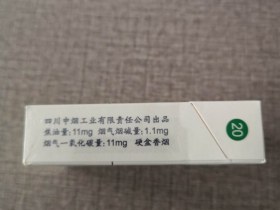 四川中烟工业有限责任公司出品
焦油量:11mg 烟气烟碱量:1.1mg
烟气一氧化碳量:11mg 硬盒香烟
20